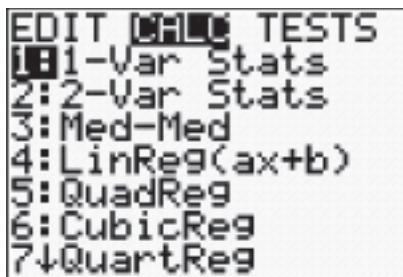 EDIT CALC TESTS
1:1-Var Stats
2:2-Var Stats
3:Med-Med
4:LinReg(ax+b)
5:QuadReg
6:CubicReg
7↓QuartReg